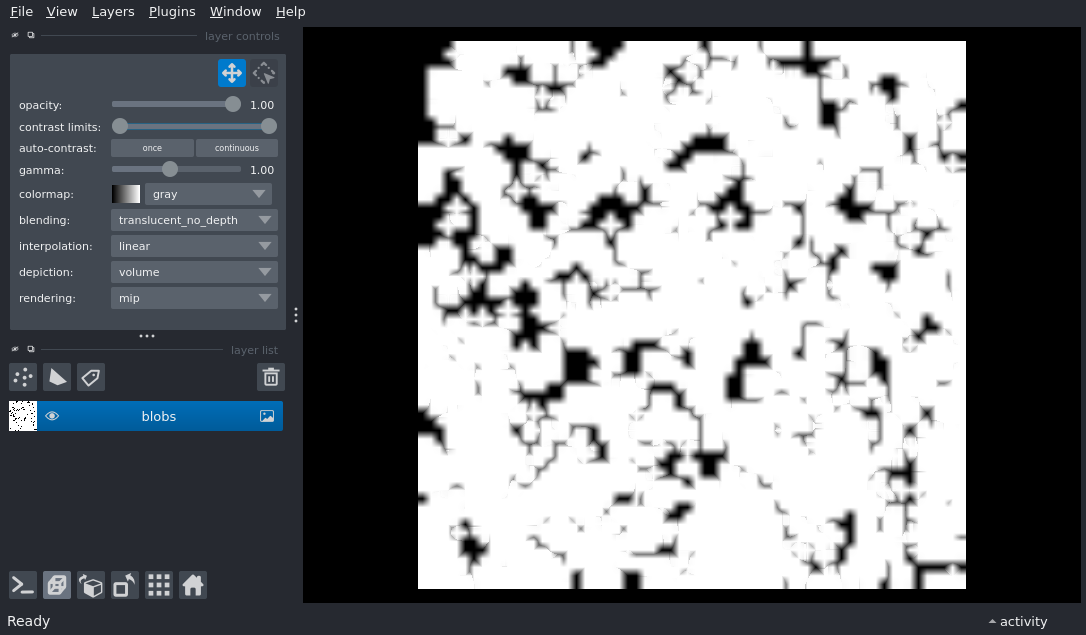 File View Layers Plugins Window Help
layer controls
opacity: 1.00
contrast limits:
auto-contrast: once continuous
gamma: 1.00
colormap: gray
blending: translucent_no_depth
interpolation: linear
depiction: volume
rendering: mip
layer list
blobs
Ready activity